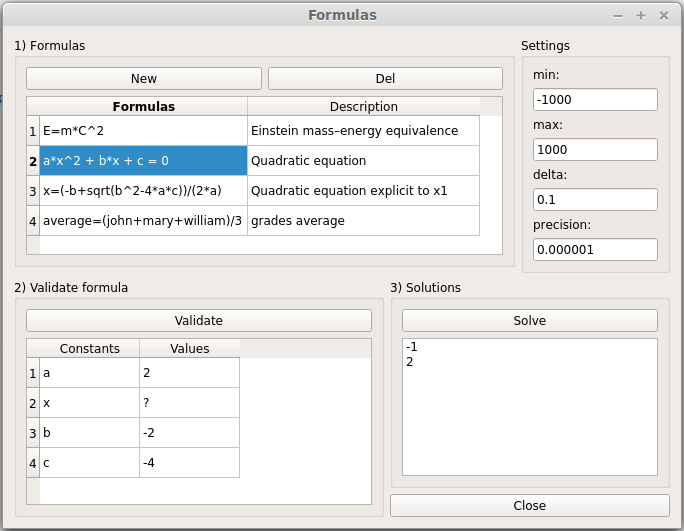 Formulas
1) Formulas
Settings
New Del
Formulas Description
1 E=m*C^2 Einstein mass–energy equivalence
2 a*x^2 + b*x + c = 0 Quadratic equation
3 x=(-b+sqrt(b^2-4*a*c))/(2*a) Quadratic equation explicit to x1
4 average=(john+mary+william)/3 grades average
min:
-1000
max:
1000
delta:
0.1
precision:
0.000001
2) Validate formula
Validate
Constants Values
1 a 2
2 x ?
3 b -2
4 c -4
3) Solutions
Solve
-1
2
Close